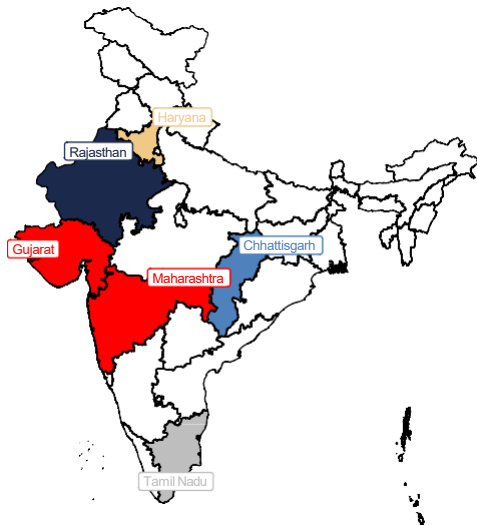 Haryana
Rajasthan
Gujarat
Chhattisgarh
Maharashtra
Tamil Nadu